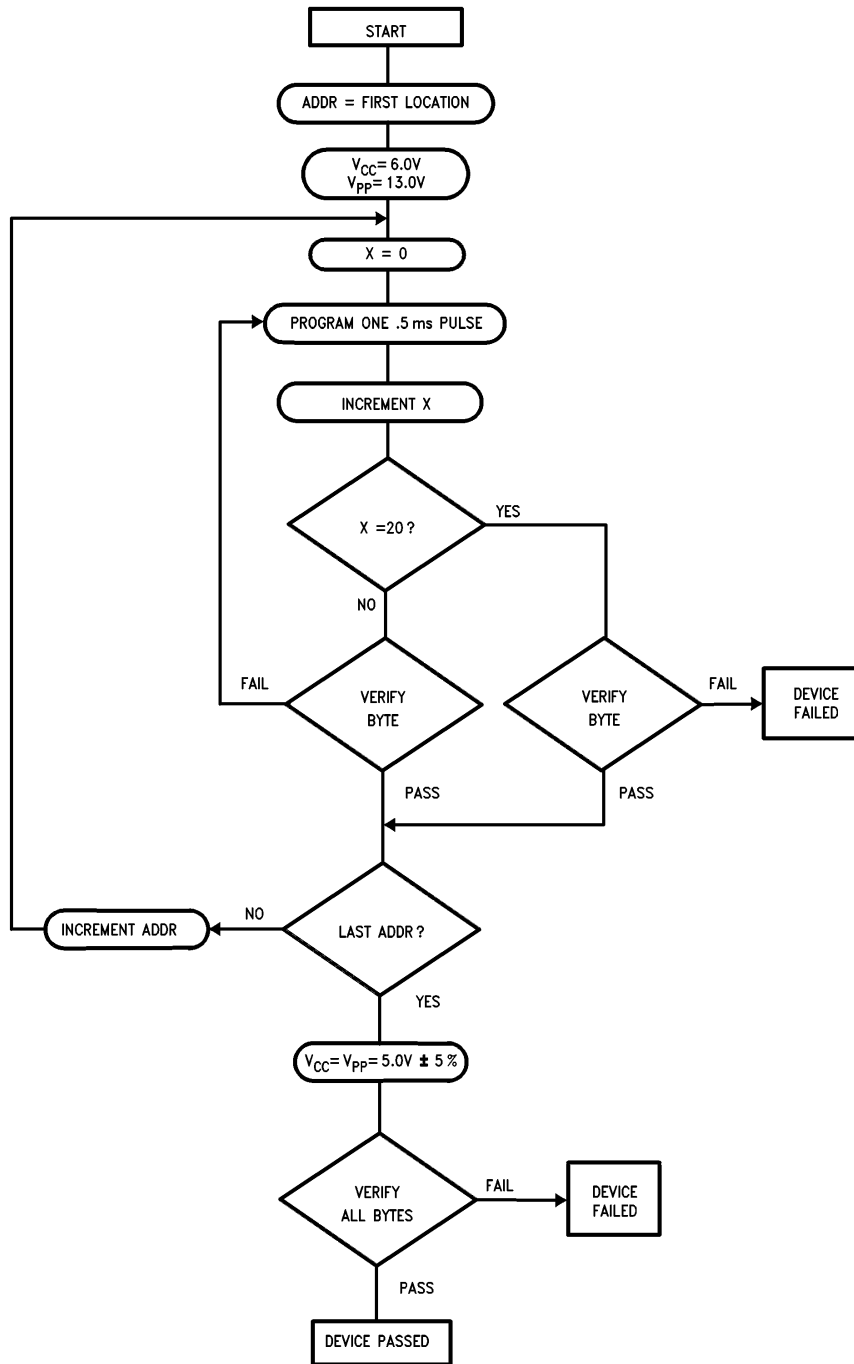 START
ADDR = FIRST LOCATION
VCC= 6.0V
VPP= 13.0V
X = 0
PROGRAM ONE .5 ms PULSE
INCREMENT X
X =20?
YES
NO
VERIFY
BYTE
FAIL
PASS
VERIFY
BYTE
FAIL
PASS
DEVICE
FAILED
LAST ADDR?
NO
INCREMENT ADDR
YES
VCC= VPP= 5.0V ± 5%
VERIFY
ALL BYTES
FAIL
DEVICE
FAILED
PASS
DEVICE PASSED